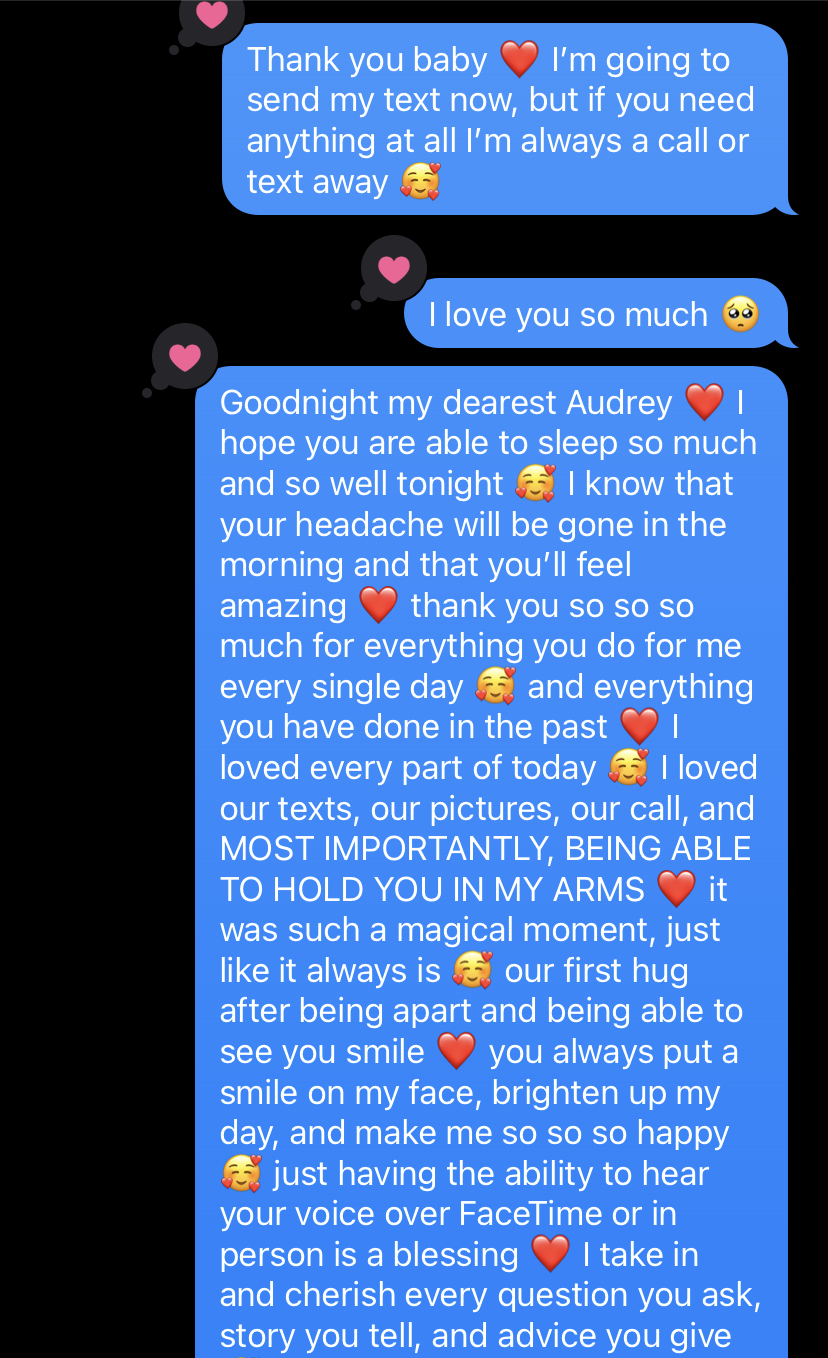 Thank you baby ❤️ I’m going to
send my text now, but if you need
anything at all I’m always a call or
text away 🥰
I love you so much 🥺
Goodnight my dearest Audrey ❤️ I
hope you are able to sleep so much
and so well tonight 🥰 I know that
your headache will be gone in the
morning and that you’ll feel
amazing ❤️ thank you so so so
much for everything you do for me
every single day 🥰 and everything
you have done in the past ❤️ I
loved every part of today 🥰 I loved
our texts, our pictures, our call, and
MOST IMPORTANTLY, BEING ABLE
TO HOLD YOU IN MY ARMS ❤️ it
was such a magical moment, just
like it always is 🥰 our first hug
after being apart and being able to
see you smile ❤️ you always put a
smile on my face, brighten up my
day, and make me so so so happy
🥰 just having the ability to hear
your voice over FaceTime or in
person is a blessing ❤️ I take in
and cherish every question you ask,
story you tell, and advice you give